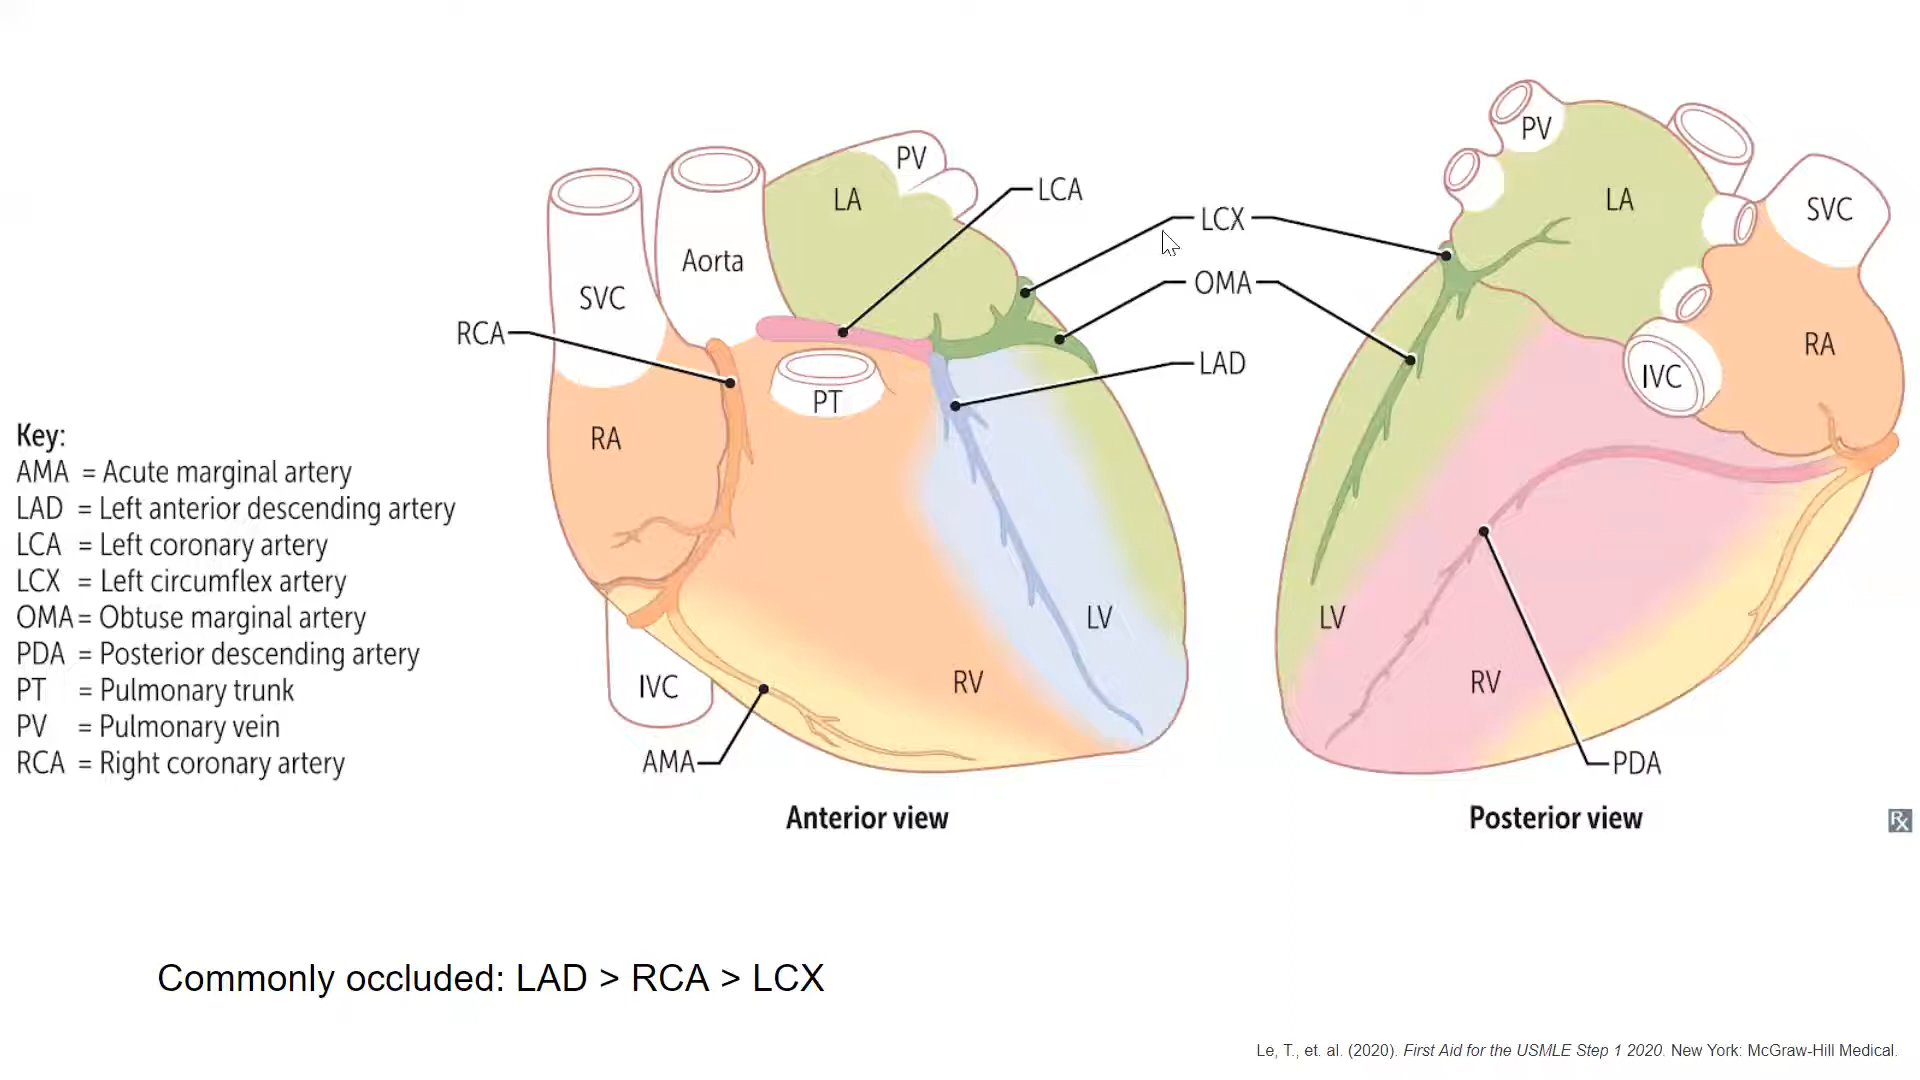 PV
LA
LCA
LCX
Aorta
SVC
OMA
RCA
LAD
PT
RA
LV
RV
IVC
AMA
Anterior view
PV
LA
SVC
RA
IVC
LV
RV
PDA
Posterior view
Rx
Key:
AMA = Acute marginal artery
LAD = Left anterior descending artery
LCA = Left coronary artery
LCX = Left circumflex artery
OMA = Obtuse marginal artery
PDA = Posterior descending artery
PT = Pulmonary trunk
PV = Pulmonary vein
RCA = Right coronary artery
Commonly occluded: LAD > RCA > LCX
Le, T., et. al. (2020). First Aid for the USMLE Step 1 2020. New York: McGraw-Hill Medical.